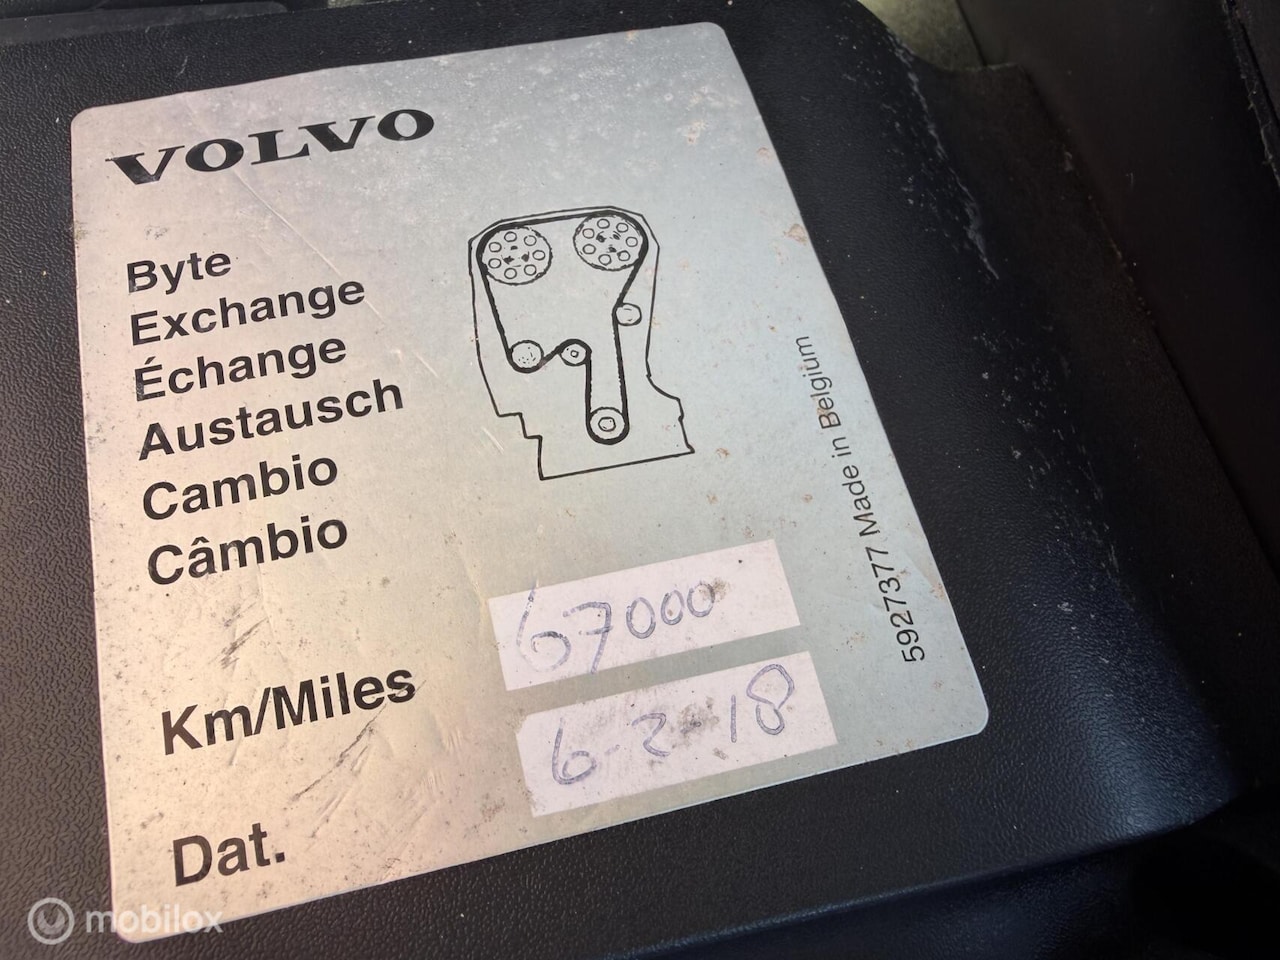 VOLVO
Byte
Exchange
Échange
Austausch
Cambio
Câmbio
Km/Miles 67000
Dat. 6-2-18
5927377 Made in Belgium
mobilox